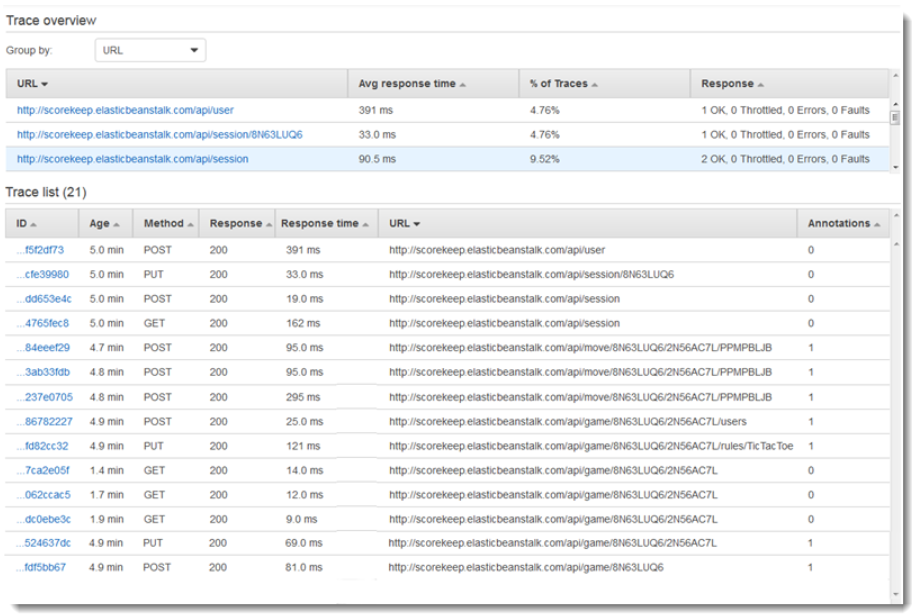 Trace overview
Group by: URL
URL Avg response time % of Traces Response
http://scorekeep.elasticbeanstalk.com/api/user 391 ms 4.76% 1 OK, 0 Throttled, 0 Errors, 0 Faults
http://scorekeep.elasticbeanstalk.com/api/session/8N63LUQ6 33.0 ms 4.76% 1 OK, 0 Throttled, 0 Errors, 0 Faults
http://scorekeep.elasticbeanstalk.com/api/session 90.5 ms 9.52% 2 OK, 0 Throttled, 0 Errors, 0 Faults
Trace list (21)
ID Age Method Response Response time URL Annotations
...f5f2df73 5.0 min POST 200 391 ms http://scorekeep.elasticbeanstalk.com/api/user 0
...cfe39980 5.0 min PUT 200 33.0 ms http://scorekeep.elasticbeanstalk.com/api/session/8N63LUQ6 0
...dd653e4c 5.0 min POST 200 19.0 ms http://scorekeep.elasticbeanstalk.com/api/session 0
...4765fec8 5.0 min GET 200 162 ms http://scorekeep.elasticbeanstalk.com/api/session 0
...84eeef29 4.7 min POST 200 95.0 ms http://scorekeep.elasticbeanstalk.com/api/move/8N63LUQ6/2N56AC7L/PPMPBLJB 1
...3ab33fdb 4.8 min POST 200 95.0 ms http://scorekeep.elasticbeanstalk.com/api/move/8N63LUQ6/2N56AC7L/PPMPBLJB 1
...237e0705 4.8 min POST 200 295 ms http://scorekeep.elasticbeanstalk.com/api/move/8N63LUQ6/2N56AC7L/PPMPBLJB 1
...86782227 4.9 min POST 200 25.0 ms http://scorekeep.elasticbeanstalk.com/api/game/8N63LUQ6/2N56AC7L/users 1
...fd82cc32 4.9 min PUT 200 121 ms http://scorekeep.elasticbeanstalk.com/api/game/8N63LUQ6/2N56AC7L/rules/TicTacToe 1
...7ca2e05f 1.4 min GET 200 14.0 ms http://scorekeep.elasticbeanstalk.com/api/game/8N63LUQ6/2N56AC7L 0
...062ccac5 1.7 min GET 200 12.0 ms http://scorekeep.elasticbeanstalk.com/api/game/8N63LUQ6/2N56AC7L 0
...dc0ebe3c 1.9 min GET 200 9.0 ms http://scorekeep.elasticbeanstalk.com/api/game/8N63LUQ6/2N56AC7L 0
...524637dc 4.9 min PUT 200 69.0 ms http://scorekeep.elasticbeanstalk.com/api/game/8N63LUQ6/2N56AC7L 1
...fdf5bb67 4.9 min POST 200 81.0 ms http://scorekeep.elasticbeanstalk.com/api/game/8N63LUQ6 1